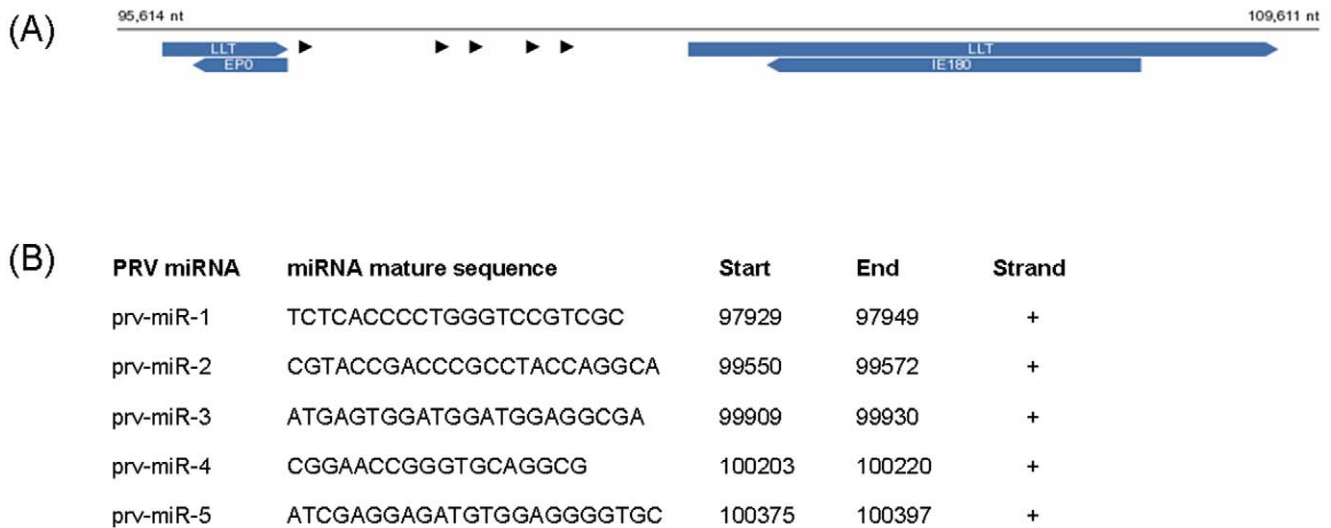 (A)
95,614 nt 109,611 nt
LLT LLT
EP0 IE180
(B)
PRV miRNA miRNA mature sequence Start End Strand
prv-miR-1 TCTCACCCCTGGGTCCGTCGC 97929 97949 +
prv-miR-2 CGTACCGACCCGCCTACCAGGCA 99550 99572 +
prv-miR-3 ATGAGTGGATGGATGGAGGCGA 99909 99930 +
prv-miR-4 CGGAACCGGGTGCAGGCG 100203 100220 +
prv-miR-5 ATCGAGGAGATGTGGAGGGGTGC 100375 100397 +